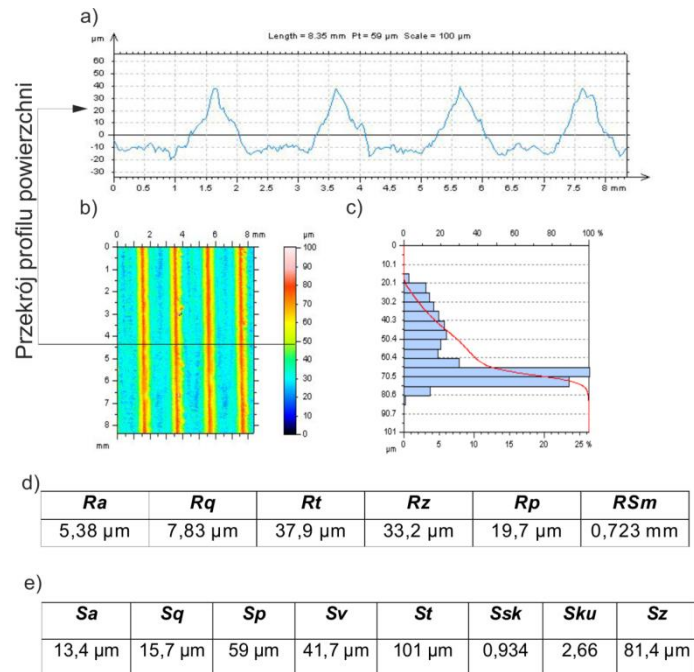 a)
Length = 8.35 mm Pt = 59 µm Scale = 100 µm
µm
60
50
40
30
20
10
0
-10
-20
-30
0 0.5 1 1.5 2 2.5 3 3.5 4 4.5 5 5.5 6 6.5 7 7.5 8 mm
Przekrój profilu powierzchni
b)
0 2 4 6 8 mm
0
1
2
3
4
5
6
7
8
mm
µm
100
90
80
70
60
50
40
30
20
10
0
c)
0 20 40 60 80 100 %
0
10.1
20.1
30.2
40.3
50.4
60.4
70.5
80.6
90.7
101
µm
0 5 10 15 20 25 %
d)
Ra Rq Rt Rz Rp RSm
5,38 µm 7,83 µm 37,9 µm 33,2 µm 19,7 µm 0,723 mm
e)
Sa Sq Sp Sv St Ssk Sku Sz
13,4 µm 15,7 µm 59 µm 41,7 µm 101 µm 0,934 2,66 81,4 µm